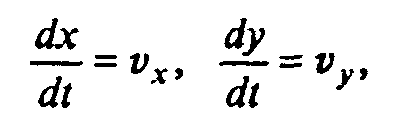 dx/dt = v_x, dy/dt = v_y,